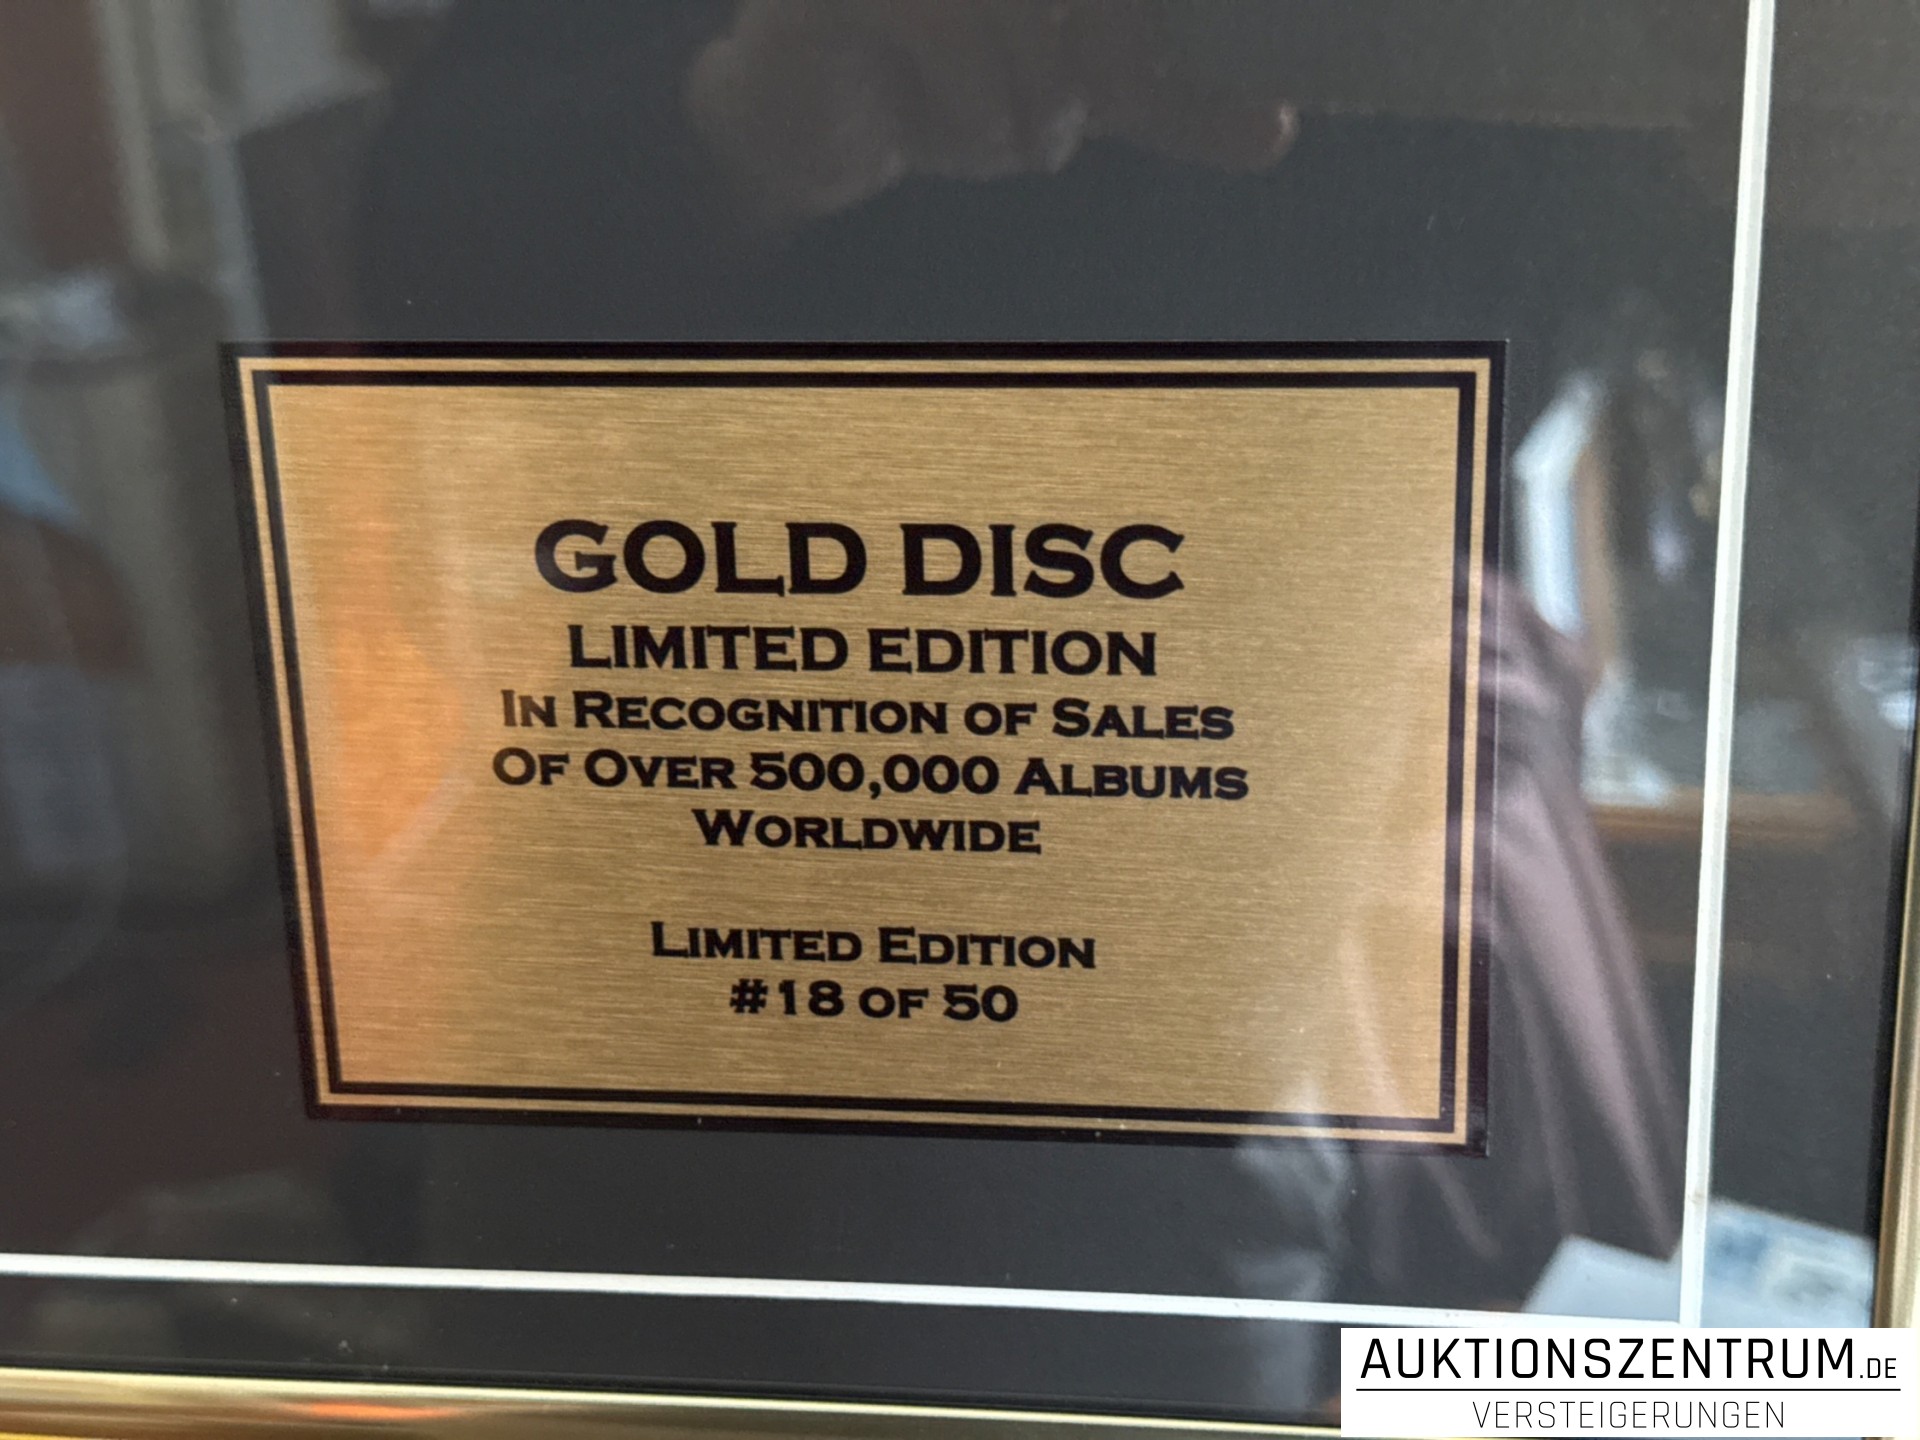 GOLD DISC
LIMITED EDITION
IN RECOGNITION OF SALES
OF OVER 500,000 ALBUMS
WORLDWIDE
LIMITED EDITION
#18 OF 50
AUKTIONSZENTRUM.DE
VERSTEIGERUNGEN